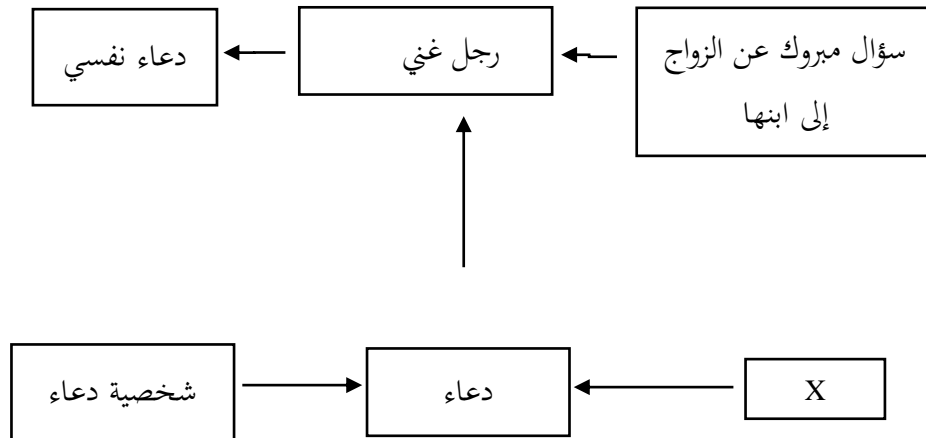 سؤال مبروك عن الزواج
إلى ابنها
رجل غني
دعاء نفسي
X
دعاء
شخصية دعاء